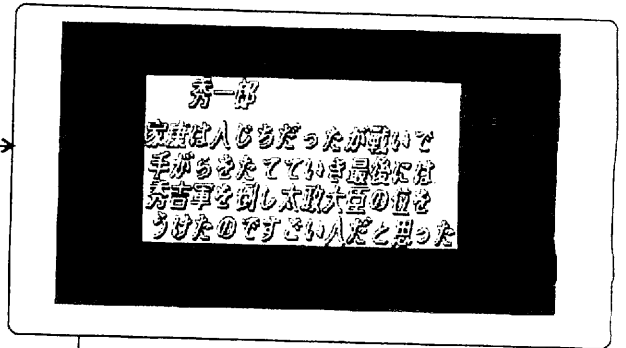 秀一郎
家康は人じちだったが戦いで
手がらをたてていき最後には
秀吉軍を倒し太政大臣の位を
うけたのですごい人だと思った